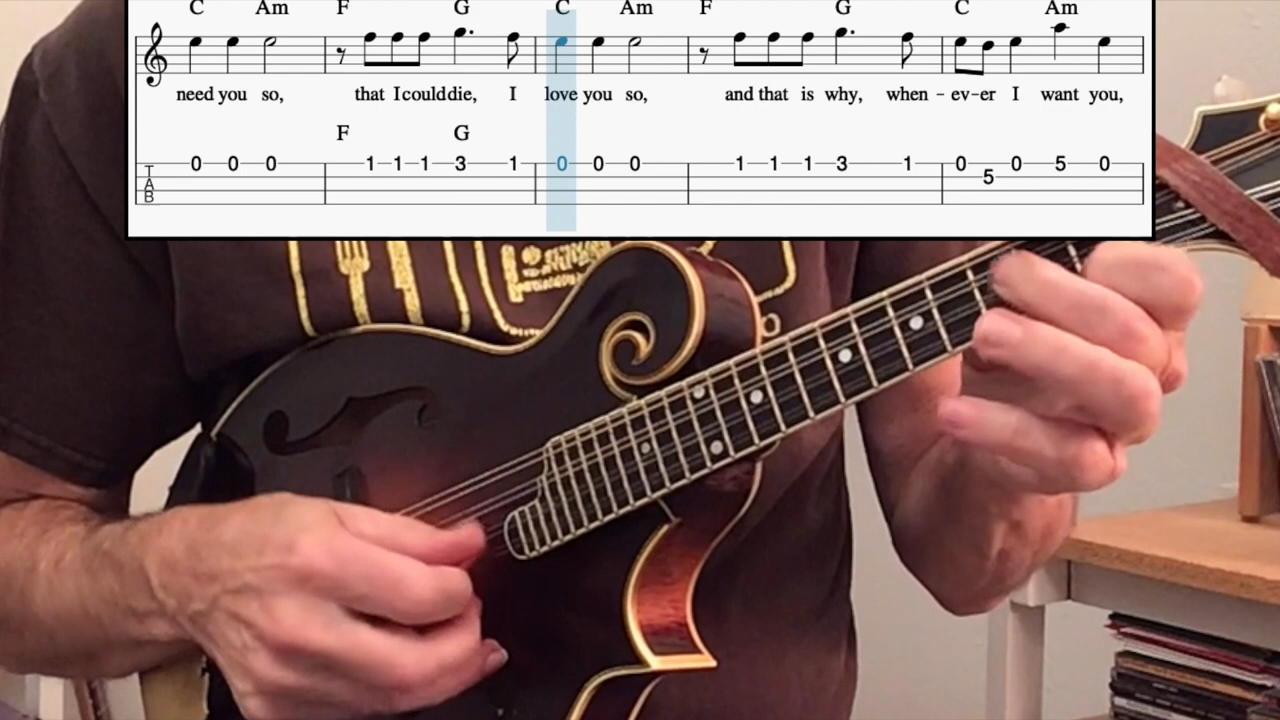 C Am F G C Am F G C Am
need you so, that I could die, I love you so, and that is why, when - ev-er I want you,
F G
0 0 0 1 1 1 3 1 0 0 0 1 1 1 3 1 0 0 5 0
5
T
A
B